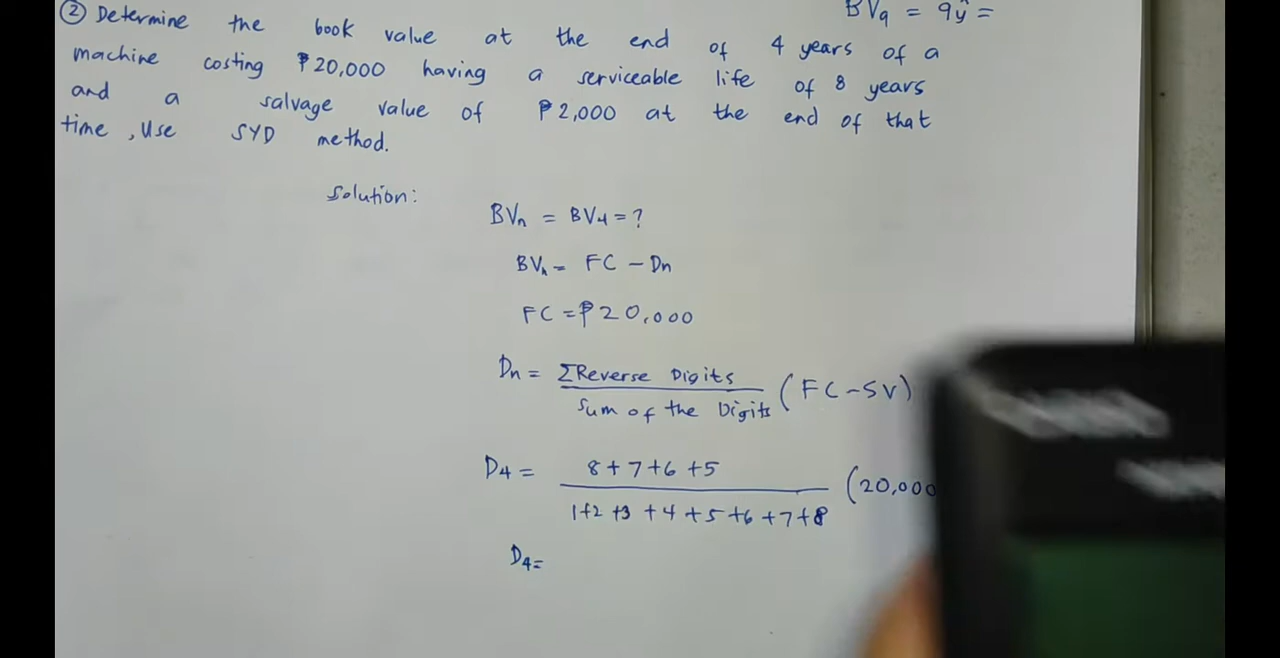 BV9 = 9y =
② Determine the book value at the end of 4 years of a
machine costing ₱20,000 having a serviceable life of 8 years
and a salvage value of ₱2,000 at the end of that
time, Use SYD method.
Solution:
BVn = BV4 = ?
BVn = FC - Dn
FC = ₱20,000
Dn = ΣReverse Digits / Sum of the Digits (FC-SV)
D4 = 8+7+6+5 / 1+2+3+4+5+6+7+8 (20,000
D4=